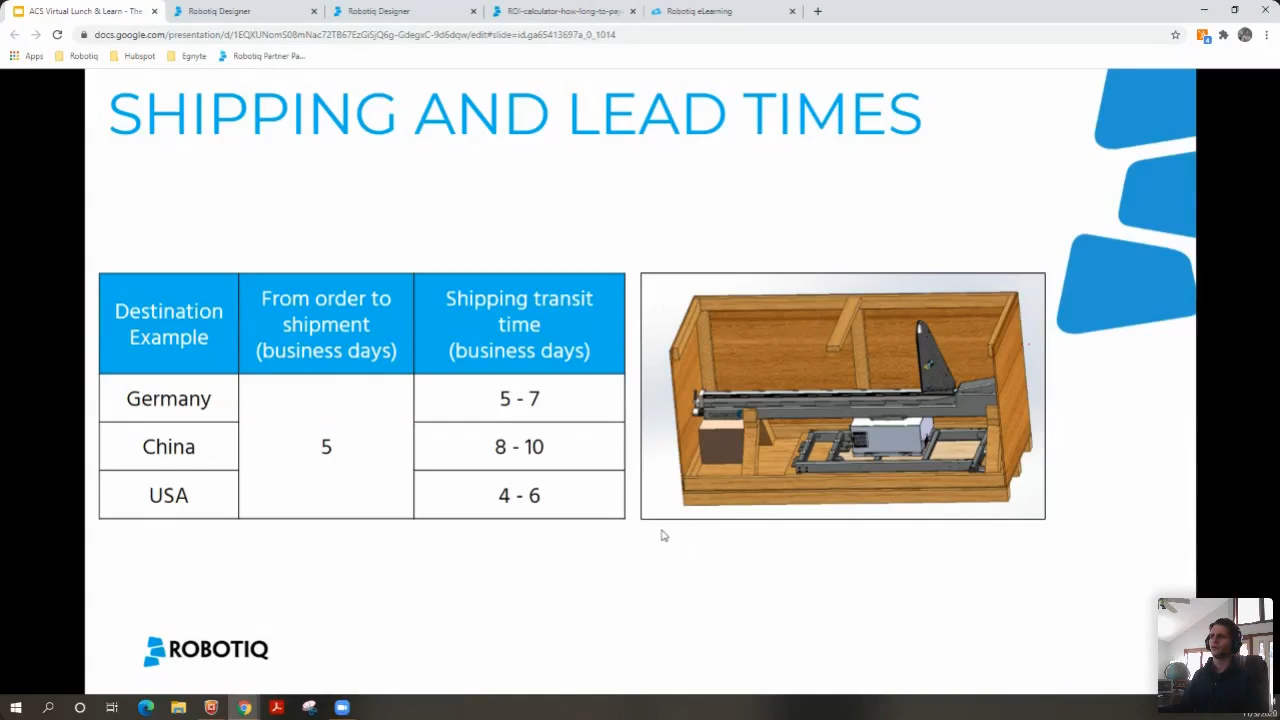 ACS Virtual Lunch & Learn - The
Robotiq Designer
Robotiq Designer
ROI-calculator-how-long-to-pay
Robotiq eLearning
docs.google.com/presentation/d/1EQXUNomS08mNac72TB67EzGiSjQ6g-GdegxC-9d6dqw/edit#slide=id.ga65413697a_0_1014
Apps
Robotiq
Hubspot
Egnyte
Robotiq Partner Pa...
SHIPPING AND LEAD TIMES
Destination
Example
From order to
shipment
(business days)
Shipping transit
time
(business days)
Germany
5 - 7
China
5
8 - 10
USA
4 - 6
ROBOTIQ